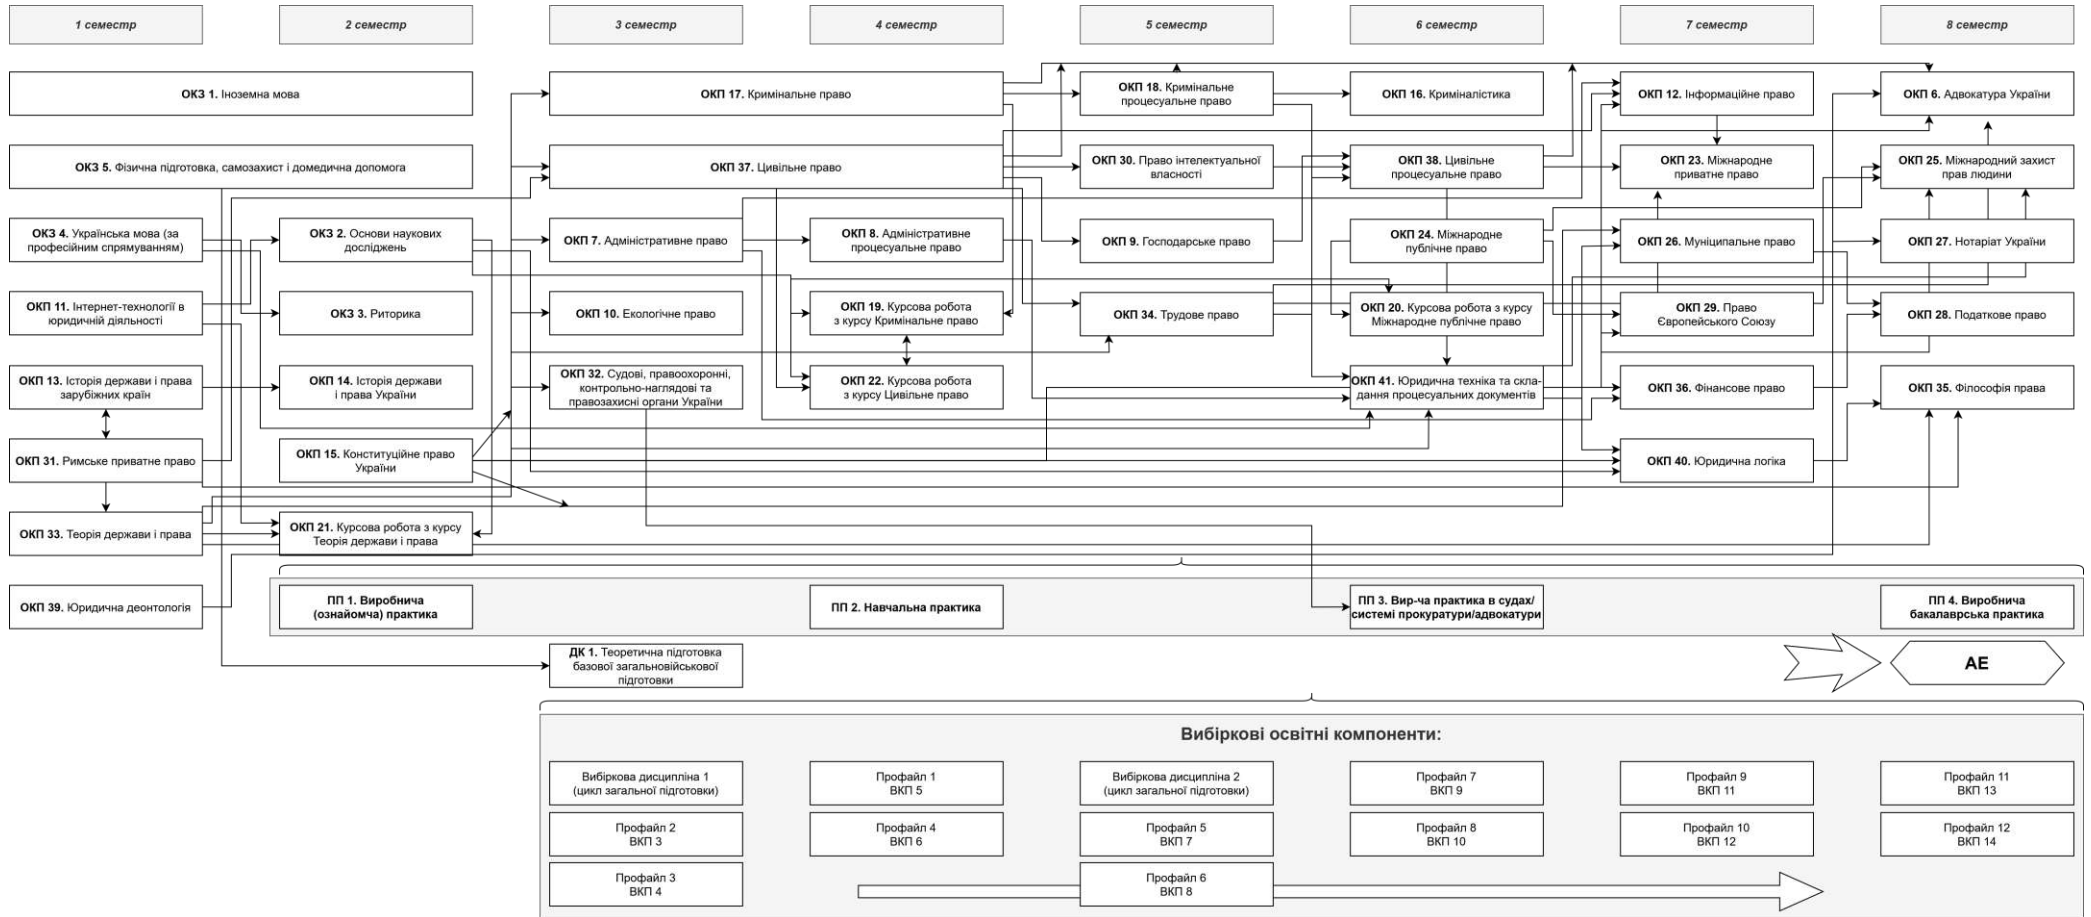 1 семестр
2 семестр
3 семестр
4 семестр
5 семестр
6 семестр
7 семестр
8 семестр
ОКЗ 1. Іноземна мова
ОКП 17. Кримінальне право
ОКП 18. Кримінальне
процесуальне право
ОКП 16. Криміналістика
ОКП 12. Інформаційне право
ОКП 6. Адвокатура України
ОКЗ 5. Фізична підготовка, самозахист і домедична допомога
ОКП 37. Цивільне право
ОКП 30. Право інтелектуальної
власності
ОКП 38. Цивільне
процесуальне право
ОКП 23. Міжнародне
приватне право
ОКП 25. Міжнародний захист
прав людини
ОКЗ 4. Українська мова (за
професійним спрямуванням)
ОКЗ 2. Основи наукових
досліджень
ОКП 7. Адміністративне право
ОКП 8. Адміністративне
процесуальне право
ОКП 9. Господарське право
ОКП 24. Міжнародне
публічне право
ОКП 26. Муніципальне право
ОКП 27. Нотаріат України
ОКП 11. Інтернет-технології в
юридичній діяльності
ОКЗ 3. Риторика
ОКП 10. Екологічне право
ОКП 19. Курсова робота
з курсу Кримінальне право
ОКП 34. Трудове право
ОКП 20. Курсова робота з курсу
Міжнародне публічне право
ОКП 29. Право
Європейського Союзу
ОКП 28. Податкове право
ОКП 13. Історія держави і права
зарубіжних країн
ОКП 14. Історія держави
і права України
ОКП 32. Судові, правоохоронні,
контрольно-наглядові та
правозахисні органи України
ОКП 22. Курсова робота
з курсу Цивільне право
ОКП 41. Юридична техніка та скла-
дання процесуальних документів
ОКП 36. Фінансове право
ОКП 35. Філософія права
ОКП 31. Римське приватне право
ОКП 15. Конституційне право
України
ОКП 40. Юридична логіка
ОКП 33. Теорія держави і права
ОКП 21. Курсова робота з курсу
Теорія держави і права
ОКП 39. Юридична деонтологія
ПП 1. Виробнича
(ознайомча) практика
ПП 2. Навчальна практика
ПП 3. Вир-ча практика в судах/
системі прокуратури/адвокатури
ПП 4. Виробнича
бакалаврська практика
ДК 1. Теоретична підготовка
базової загальновійськової
підготовки
АЕ
Вибіркові освітні компоненти:
Вибіркова дисципліна 1
(цикл загальної підготовки)
Профайл 1
ВКП 5
Вибіркова дисципліна 2
(цикл загальної підготовки)
Профайл 7
ВКП 9
Профайл 9
ВКП 11
Профайл 11
ВКП 13
Профайл 2
ВКП 3
Профайл 4
ВКП 6
Профайл 5
ВКП 7
Профайл 8
ВКП 10
Профайл 10
ВКП 12
Профайл 12
ВКП 14
Профайл 3
ВКП 4
Профайл 6
ВКП 8